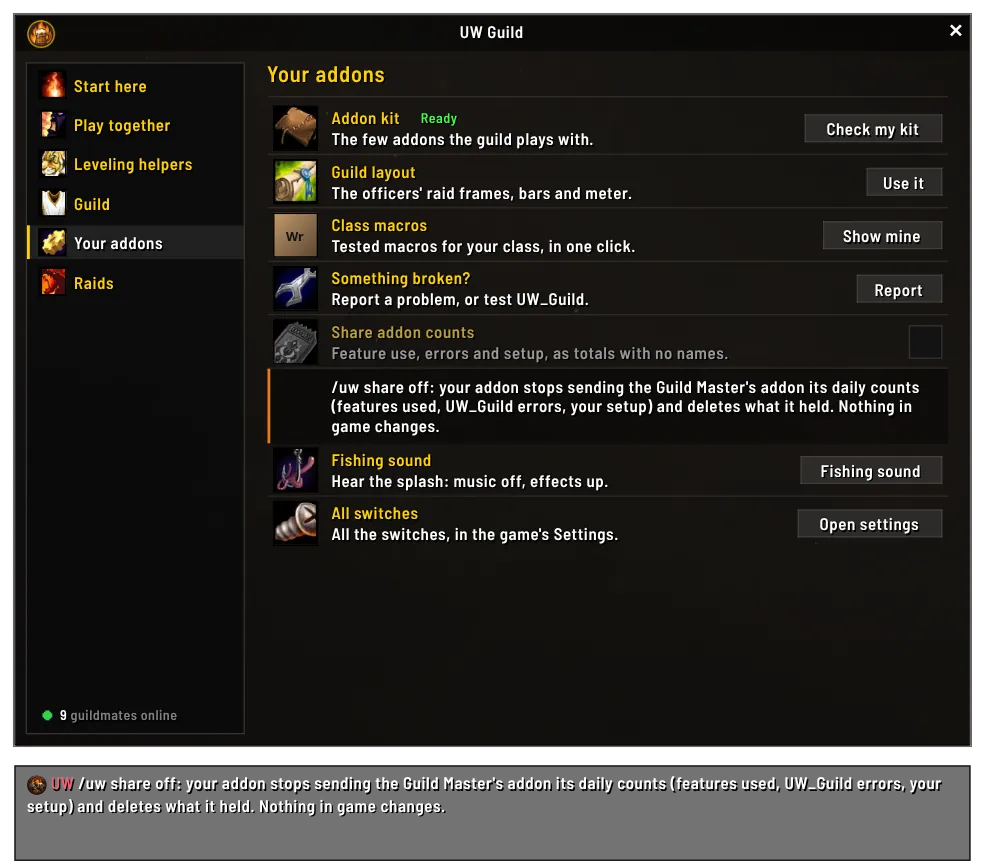 UW Guild
Start here
Play together
Leveling helpers
Guild
Your addons
Raids
9 guildmates online
Your addons
Addon kit Ready
The few addons the guild plays with.
Check my kit
Guild layout
The officers' raid frames, bars and meter.
Use it
Wr
Class macros
Tested macros for your class, in one click.
Show mine
Something broken?
Report a problem, or test UW_Guild.
Report
Share addon counts
Feature use, errors and setup, as totals with no names.
/uw share off: your addon stops sending the Guild Master's addon its daily counts
(features used, UW_Guild errors, your setup) and deletes what it held. Nothing in
game changes.
Fishing sound
Hear the splash: music off, effects up.
Fishing sound
All switches
All the switches, in the game's Settings.
Open settings
UW /uw share off: your addon stops sending the Guild Master's addon its daily counts (features used, UW_Guild errors, your
setup) and deletes what it held. Nothing in game changes.